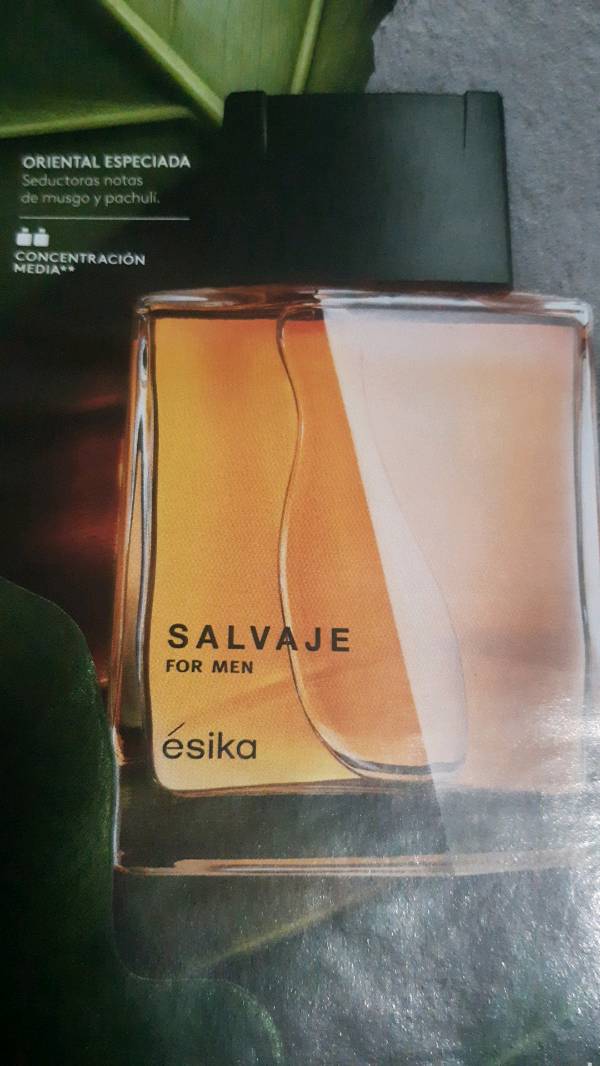 ORIENTAL ESPECIADA
Seductoras notas
de musgo y pachulí.
CONCENTRACIÓN
MEDIA**
SALVAJE
FOR MEN
ésika